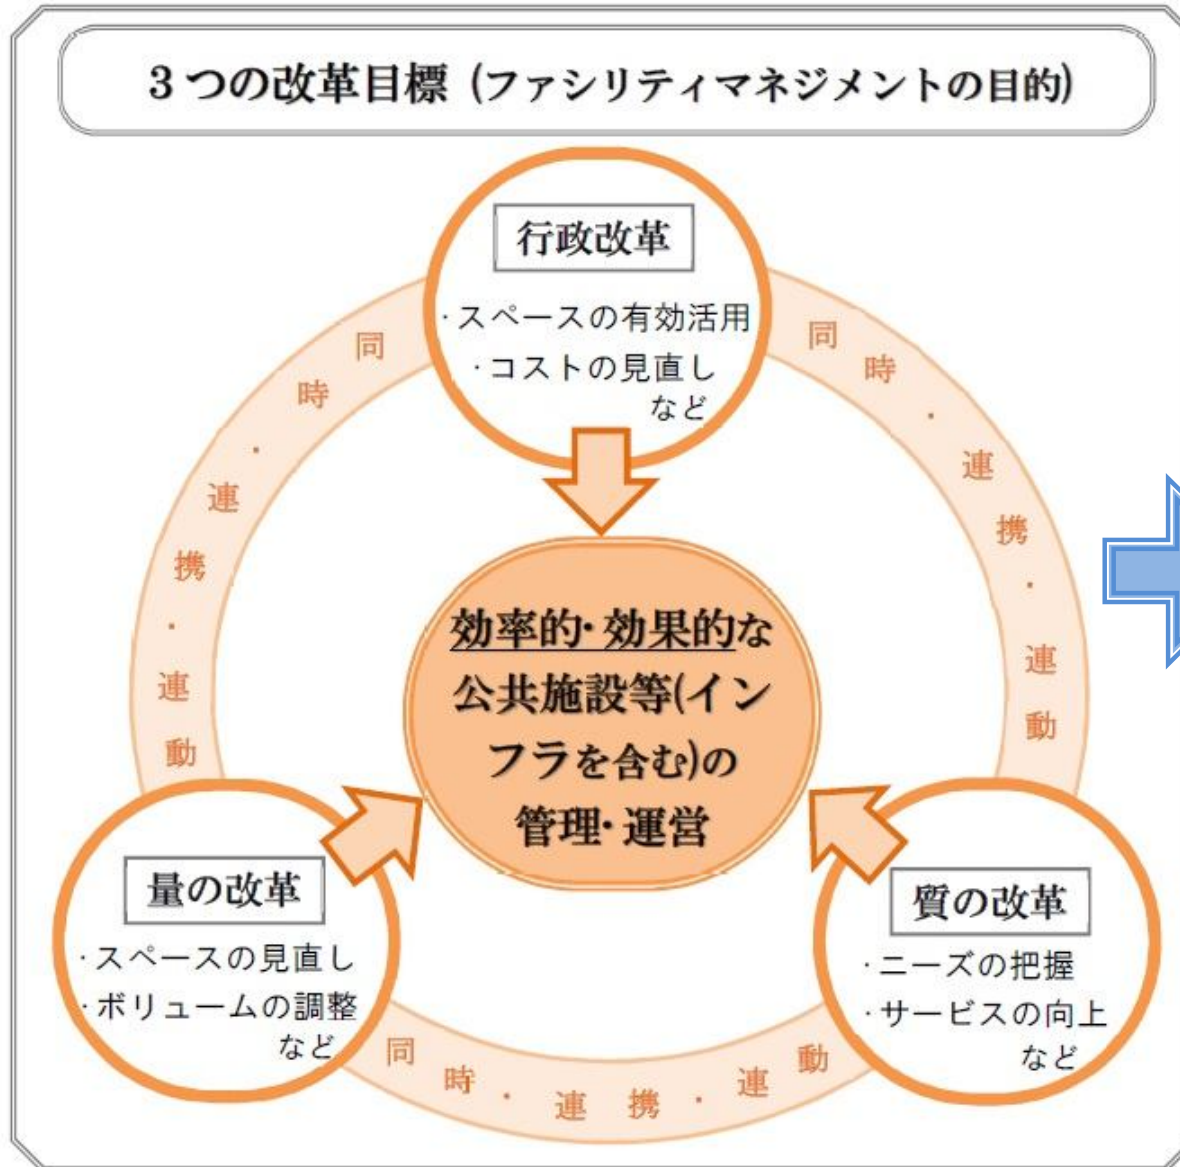 ３つの改革目標 (ファシリティマネジメントの目的)
行政改革
・スペースの有効活用
・コストの見直し
など
同時・連携・連動
同時・連携・連動
効率的・効果的な
公共施設等(イン
フラを含む)の
管理・運営
量の改革
・スペースの見直し
・ボリュームの調整
など
質の改革
・ニーズの把握
・サービスの向上
など
同時・連携・連動